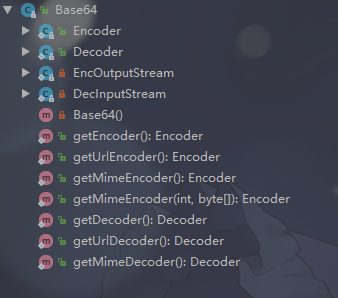 Base64
Encoder
Decoder
EncOutputStream
DecInputStream
Base64()
getEncoder(): Encoder
getUrlEncoder(): Encoder
getMimeEncoder(): Encoder
getMimeEncoder(int, byte[]): Encoder
getDecoder(): Decoder
getUrlDecoder(): Decoder
getMimeDecoder(): Decoder